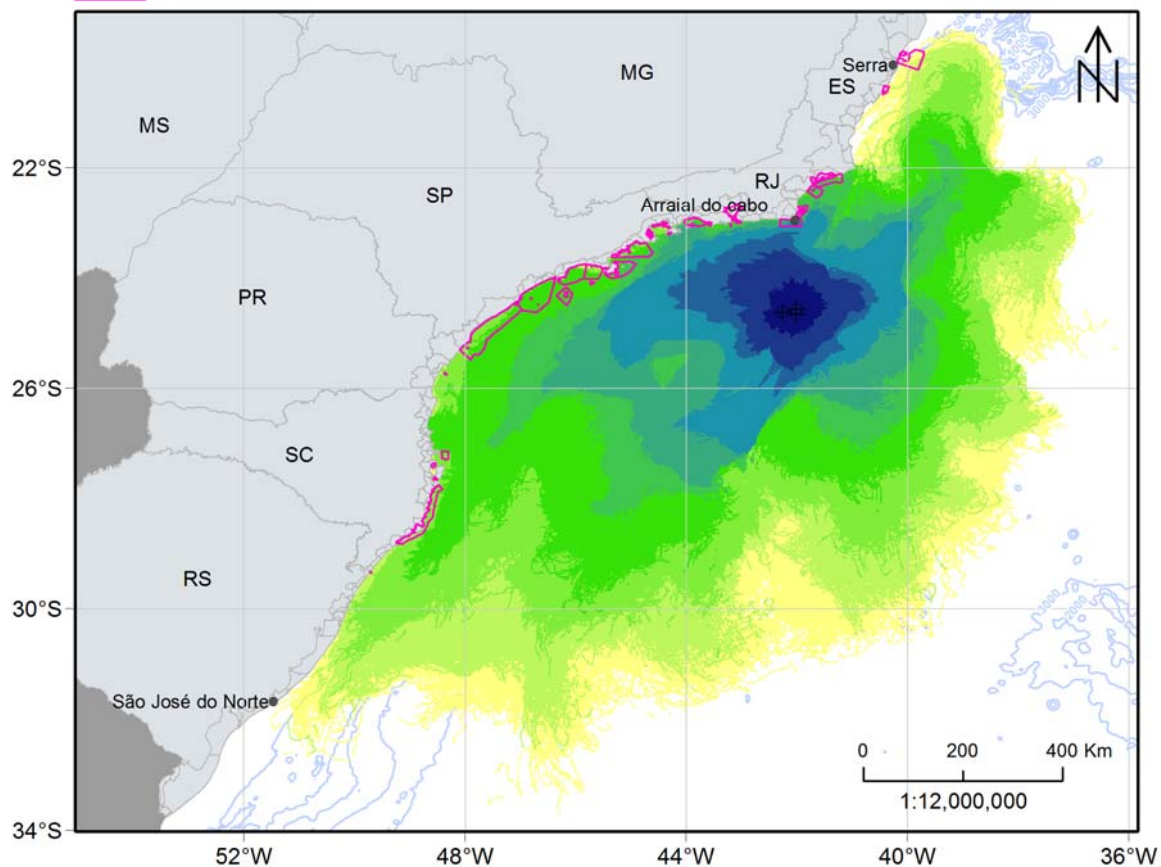 MG
Serra
ES
N
MS
22°S
SP
RJ
Arraial do cabo
PR
26°S
SC
RS
30°S
São José do Norte
0 200 400 Km
1:12,000,000
34°S
52°W 48°W 44°W 40°W 36°W